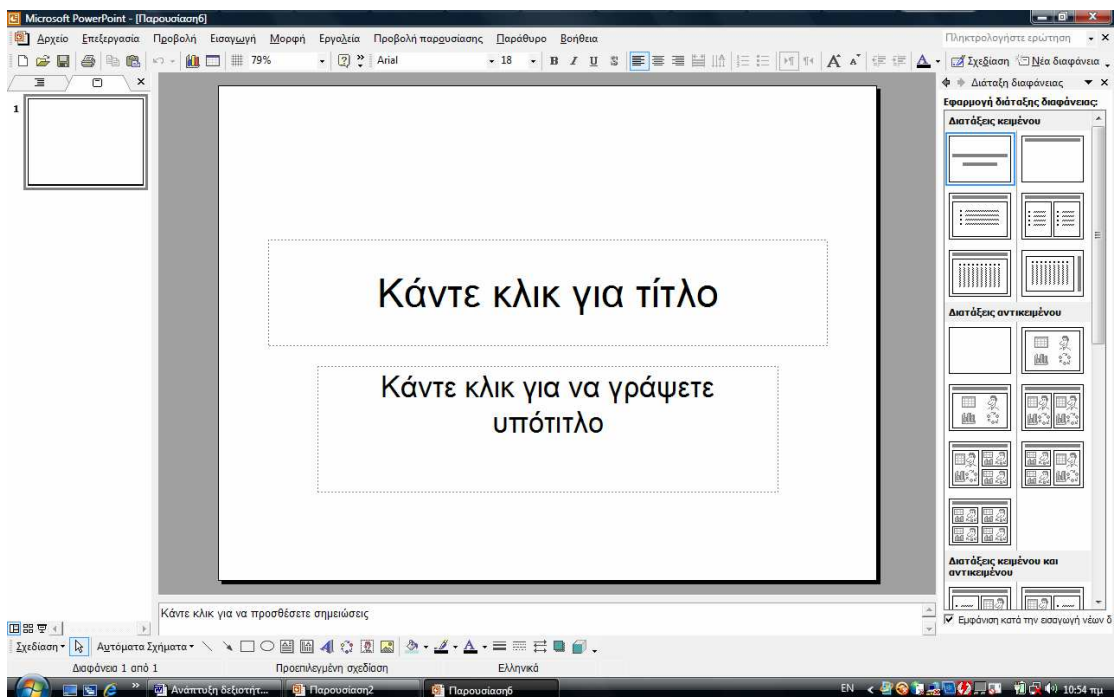 Microsoft PowerPoint - [Παρουσίαση6]
Αρχείο Επεξεργασία Προβολή Εισαγωγή Μορφή Εργαλεία Προβολή παρουσίασης Παράθυρο Βοήθεια Πληκτρολογήστε ερώτηση
79% Arial 18 B I U S Σχεδίαση Νέα διαφάνεια
Διάταξη διαφάνειας
Εφαρμογή διάταξης διαφάνειας:
Διατάξεις κειμένου
1
Κάντε κλικ για τίτλο
Διατάξεις αντικειμένου
Κάντε κλικ για να γράψετε
υπότιτλο
Διατάξεις κειμένου και
αντικειμένου
Κάντε κλικ για να προσθέσετε σημειώσεις
Εμφάνιση κατά την εισαγωγή νέων δ
Σχεδίαση Αυτόματα Σχήματα
Διαφάνεια 1 από 1 Προεπιλεγμένη σχεδίαση Ελληνικά
Ανάπτυξη δεξιοτήτ... Παρουσίαση2 Παρουσίαση6 EN 10:54 πμ